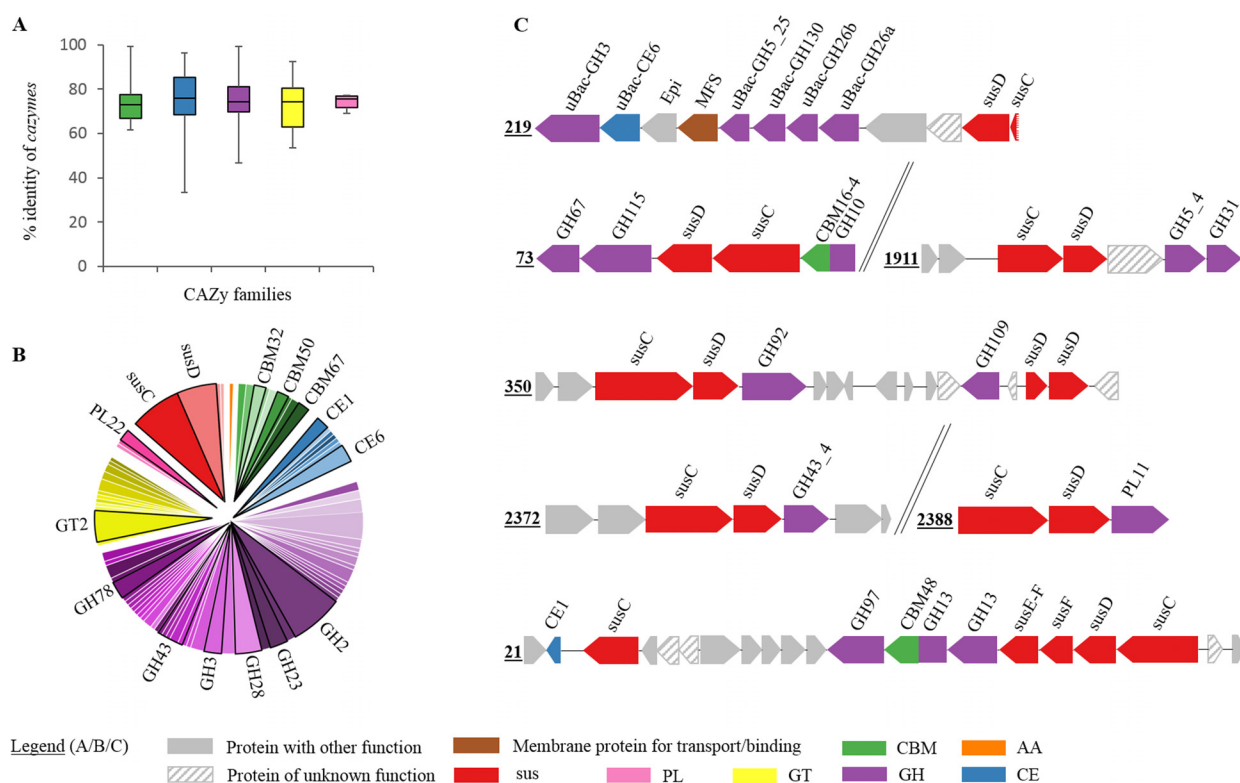 A
100
80
60
40
20
0
% identity of cazymes
CAZy families
B
susC
susD
CBM32
CBM50
CBM67
CE1
CE6
PL22
GT2
GH78
GH43
GH3
GH28
GH23
GH2
C
219
uBac-GH3
uBac-CE6
Epi
MFS
uBac-GH5_25
uBac-GH130
uBac-GH26b
uBac-GH26a
susD
susC
73
GH67
GH115
susD
susC
CBM16-4
GH10
1911
susC
susD
GH5_4
GH31
350
susC
susD
GH92
GH109
susD
susD
2372
susC
susD
GH43_4
2388
susC
susD
PL11
21
CE1
susC
GH97
CBM48
GH13
GH13
susE-F
susF
susD
susC
Legend (A/B/C)
Protein with other function
Membrane protein for transport/binding
CBM
AA
Protein of unknown function
sus
PL
GT
GH
CE